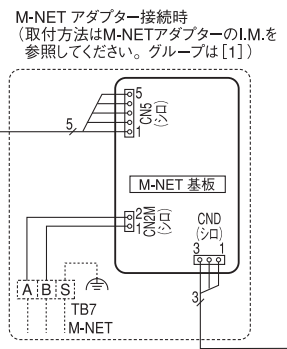 M-NET アダプター接続時
(取付方法はM-NETアダプターのI.M.を
参照してください。グループは[1])
5
5
1
CN5
(シロ)
M-NET 基板
2
1
CN2M
(シロ)
CND
(シロ)
3 1
3
A B S
TB7
M-NET